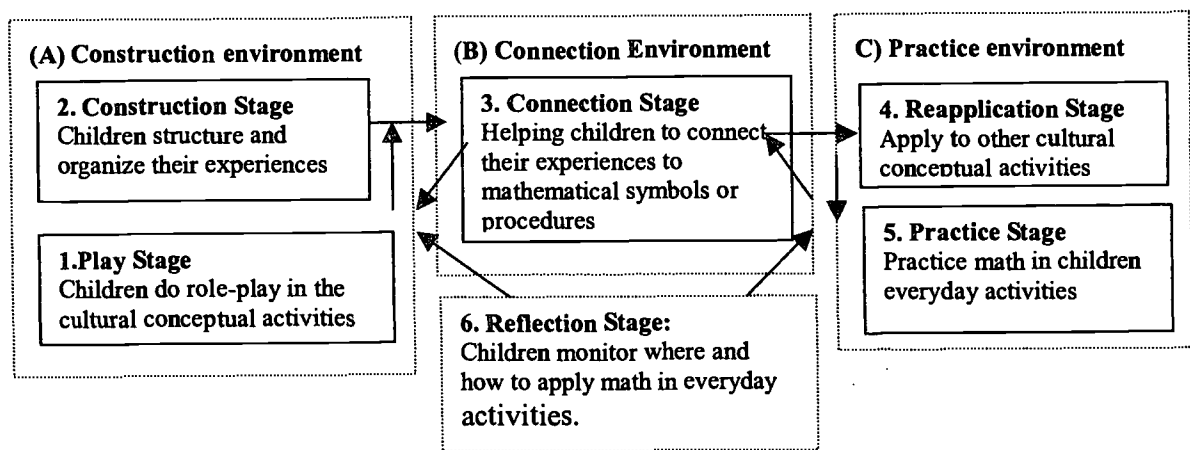 (A) Construction environment
2. Construction Stage
Children structure and
organize their experiences
1.Play Stage
Children do role-play in the
cultural conceptual activities
(B) Connection Environment
3. Connection Stage
Helping children to connect
their experiences to
mathematical symbols or
procedures
6. Reflection Stage:
Children monitor where and
how to apply math in everyday
activities.
C) Practice environment
4. Reapplication Stage
Apply to other cultural
conceptual activities
5. Practice Stage
Practice math in children
everyday activities